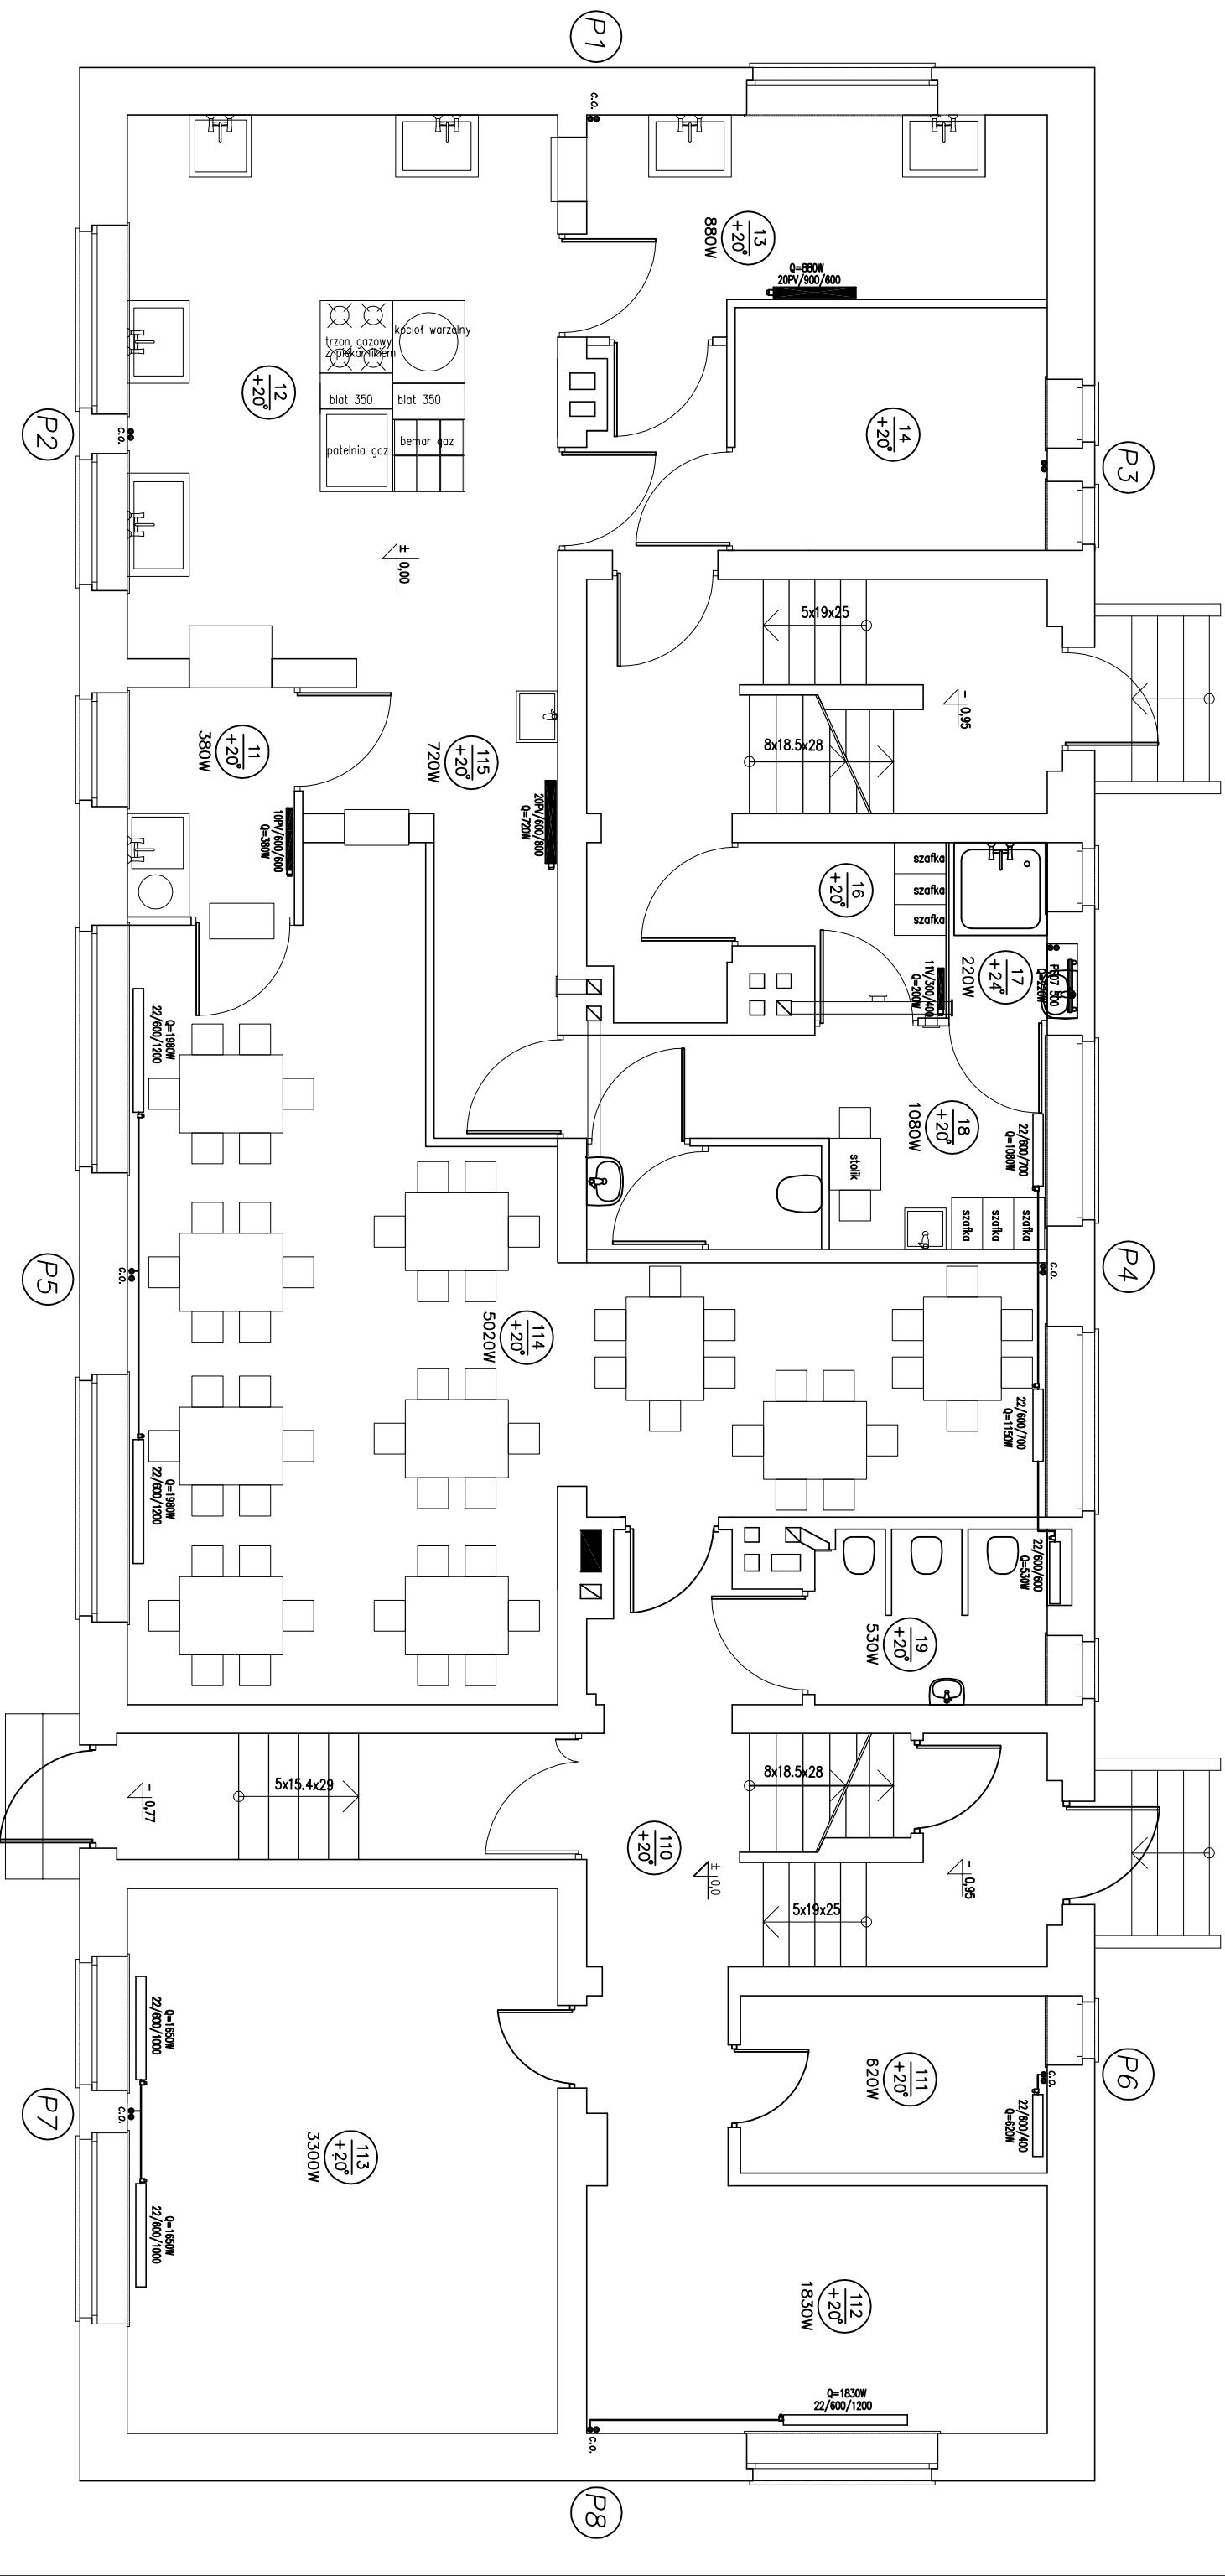 P1
c.o.
13
+20°
880W
Q=880W
20PV/900/600
trzon gazowy
z piekarnikiem
kocioł warzelny
blat 350
blat 350
patelnia gaz
bemar gaz
12
+20°
P2
c.o.
14
+20°
P3
±
0,00
5x19x25
-
0,95
8x18.5x28
11
+20°
380W
10PV/600/600
Q=380W
115
+20°
720W
20PV/600/800
Q=720W
16
+20°
szafka
szafka
szafka
11V/300/400
Q=200W
17
+24°
220W
PS07 500
Q=220W
18
+20°
1080W
22/600/700
Q=1080W
stolik
szafka
szafka
szafka
Q=1980W
22/600/1200
P5
c.o.
114
+20°
5020W
c.o.
P4
22/600/700
Q=1150W
Q=1980W
22/600/1200
22/600/600
Q=530W
19
+20°
530W
5x15.4x29
-
0,77
8x18.5x28
110
+20°
±
0,0
-
0,95
5x19x25
Q=1650W
22/600/1000
P7
c.o.
113
+20°
3300W
Q=1650W
22/600/1000
111
+20°
620W
c.o.
P6
22/600/400
Q=620W
112
+20°
1830W
Q=1830W
22/600/1200
c.o.
P8